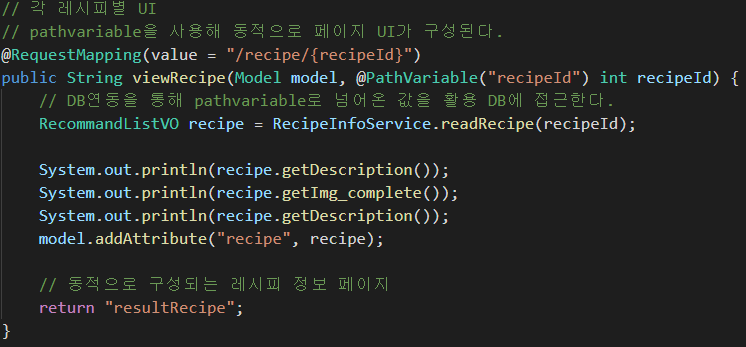 // 각 레시피별 UI
// pathvariable을 사용해 동적으로 페이지 UI가 구성된다.
@RequestMapping(value = "/recipe/{recipeId}")
public String viewRecipe(Model model, @PathVariable("recipeId") int recipeId) {
    // DB연동을 통해 pathvariable로 넘어온 값을 활용 DB에 접근한다.
    RecommandListVO recipe = RecipeInfoService.readRecipe(recipeId);

    System.out.println(recipe.getDescription());
    System.out.println(recipe.getImg_complete());
    System.out.println(recipe.getDescription());
    model.addAttribute("recipe", recipe);

    // 동적으로 구성되는 레시피 정보 페이지
    return "resultRecipe";
}